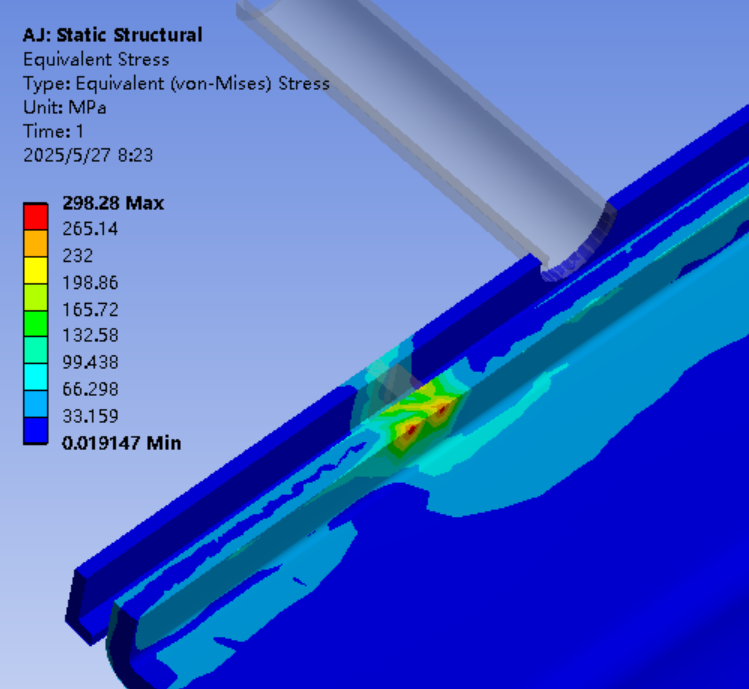 AJ: Static Structural
Equivalent Stress
Type: Equivalent (von-Mises) Stress
Unit: MPa
Time: 1
2025/5/27 8:23
298.28 Max
265.14
232
198.86
165.72
132.58
99.438
66.298
33.159
0.019147 Min